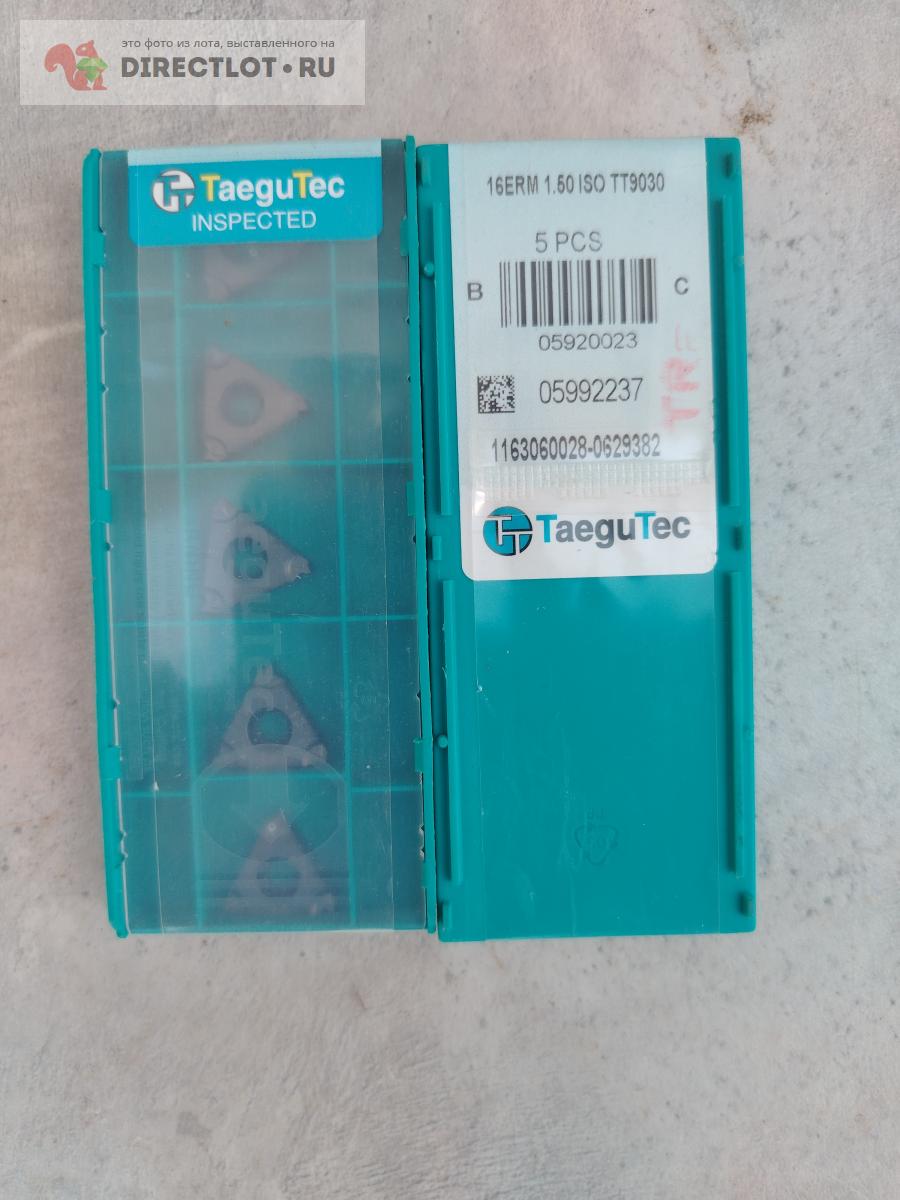 это фото из лота, выставленного на
DIRECTLOT.RU
TaeguTec
INSPECTED
16ERM 1.50 ISO TT9030
5 PCS
B
C
05920023
05992237
1163060028-0629382
TaeguTec